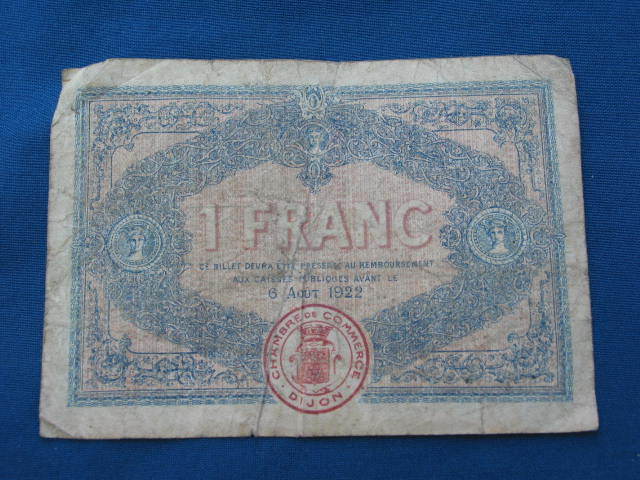 1 FRANC
CE BILLET DEVRA ÊTRE PRÉSENTÉ AU REMBOURSEMENT
AUX CAISSES PUBLIQUES AVANT LE
6 AOÛT 1922
CHAMBRE DE COMMERCE
DIJON